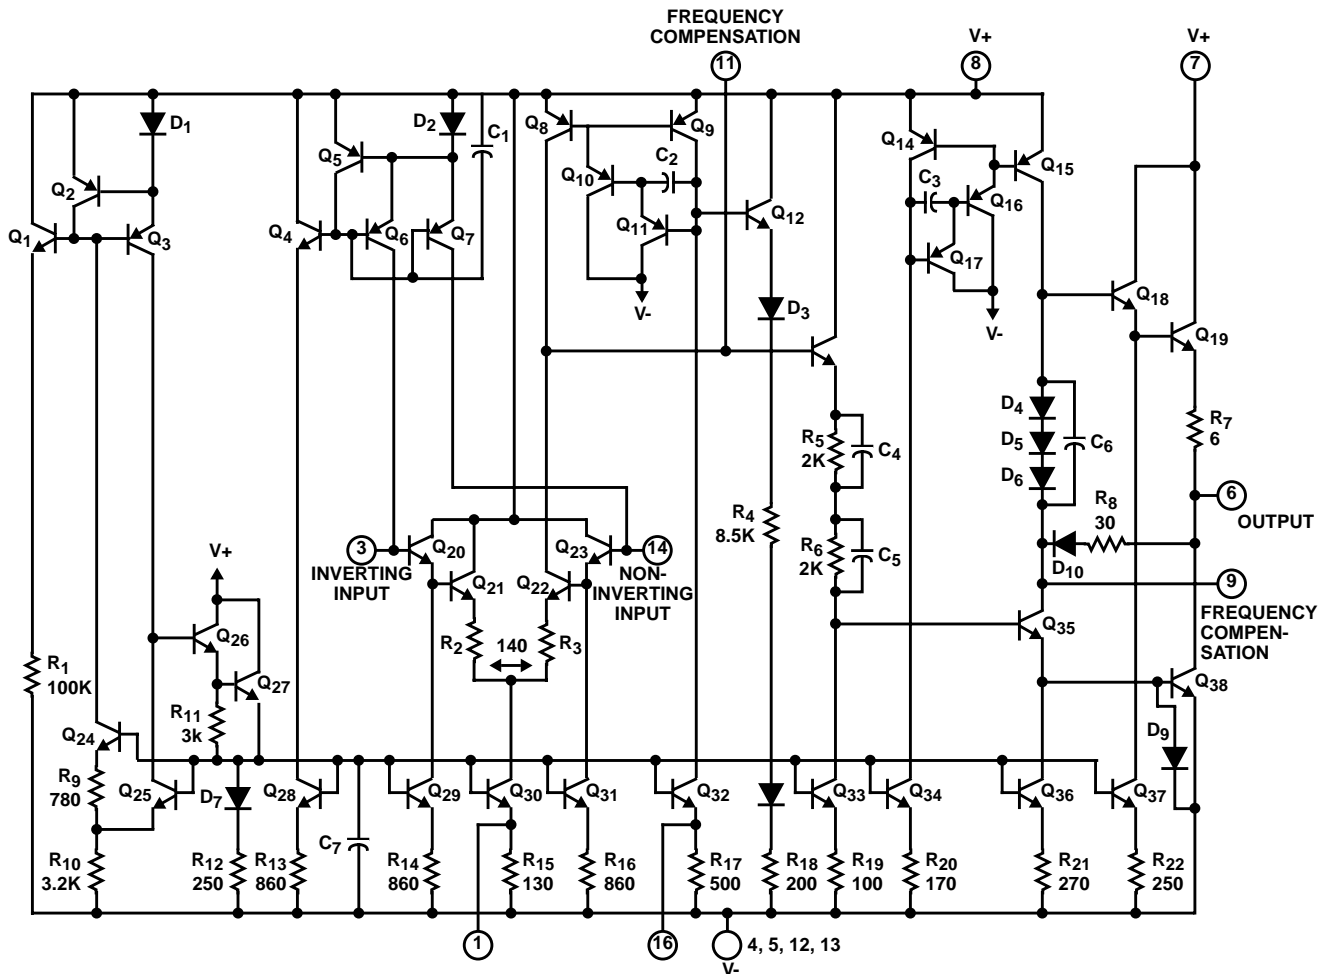 FREQUENCY
COMPENSATION
11
V+
8
V+
7
D1
D2
C1
Q8
Q9
Q14
Q5
C2
Q15
Q2
Q10
C3
Q16
Q1
Q3
Q4
Q6
Q7
Q11
Q12
Q17
Q18
V-
D3
V-
Q19
D4
R5
2K
C4
D5
C6
R7
6
D6
R8
30
6
OUTPUT
R4
8.5K
3
INVERTING
INPUT
Q20
Q23
14
NON-
INVERTING
INPUT
R6
2K
C5
D10
V+
Q21
Q22
9
FREQUENCY
COMPEN-
SATION
Q26
R2
140
R3
Q35
R1
100K
Q27
Q38
R11
3k
Q24
D9
R9
780
Q25
D7
Q28
Q29
Q30
Q31
Q32
Q33
Q34
Q36
Q37
C7
R10
3.2K
R12
250
R13
860
R14
860
R15
130
R16
860
R17
500
R18
200
R19
100
R20
170
R21
270
R22
250
1
16
4, 5, 12, 13
V-